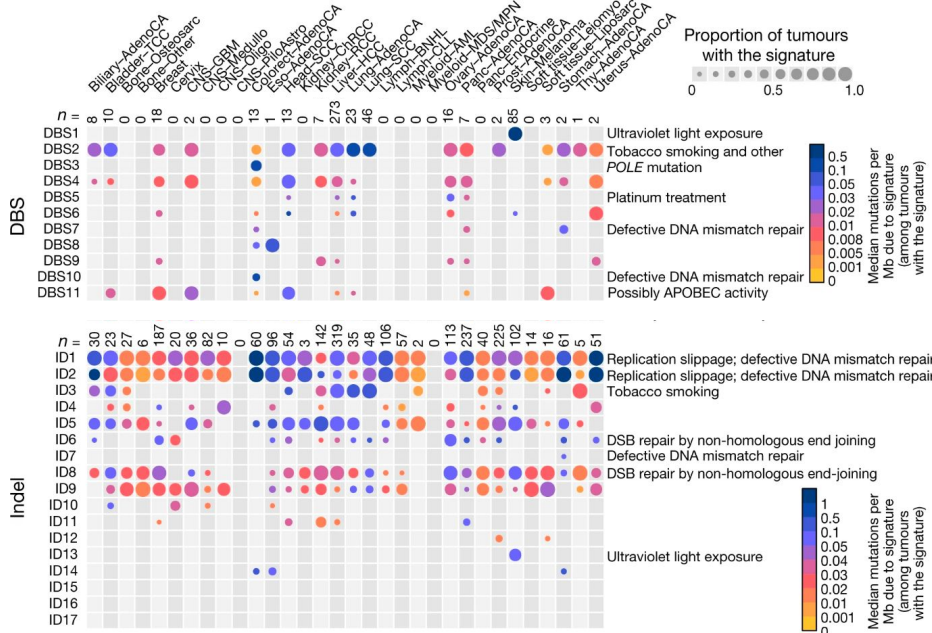 Biliary–AdenoCA
Bladder–TCC
Bone–Osteosarc
Bone–Other
Breast
Cervix
CNS–GBM
CNS–Medullo
CNS–Oligo
CNS–PiloAstro
Colorect–AdenoCA
Eso–AdenoCA
Head–SCC
Kidney–ChRCC
Kidney–RCC
Liver–HCC
Lung–AdenoCA
Lung–SCC
Lymph–BNHL
Lymph–CLL
Myeloid–AML
Myeloid–MDS/MPN
Ovary–AdenoCA
Panc–AdenoCA
Panc–Endocrine
Prost–AdenoCA
Skin–Melanoma
Soft tissue–Leiomyo
Soft tissue–Liposarc
Stomach–AdenoCA
Thy–AdenoCA
Uterus–AdenoCA
Proportion of tumours
with the signature
0 0.5 1.0
n = 8 10 0 0 18 0 2 0 0 0 13 1 13 0 7 273 23 46 0 0 0 0 16 7 0 85 0 2 1 2
DBS
DBS1 Ultraviolet light exposure
DBS2 Tobacco smoking and other
DBS3 POLE mutation
DBS4
DBS5 Platinum treatment
DBS6
DBS7 Defective DNA mismatch repair
DBS8
DBS9
DBS10 Defective DNA mismatch repair
DBS11 Possibly APOBEC activity
0.5
0.1
0.05
0.03
0.02
0.01
0.008
0.001
0
Median mutations per
Mb due to signature
(among tumours
with the signature)
n = 30 23 27 6 187 20 36 82 10 0 60 96 54 3 142 319 35 48 106 57 2 0 113 237 40 225 102 14 16 61 5 51
Indel
ID1 Replication slippage; defective DNA mismatch repair
ID2 Replication slippage; defective DNA mismatch repair
ID3 Tobacco smoking
ID4
ID5
ID6 DSB repair by non-homologous end joining
ID7 Defective DNA mismatch repair
ID8 DSB repair by non-homologous end-joining
ID9
ID10
ID11
ID12
ID13 Ultraviolet light exposure
ID14
ID15
ID16
ID17
1
0.5
0.1
0.05
0.04
0.03
0.02
0.01
0.001
0
Median mutations per
Mb due to signature
(among tumours
with the signature)